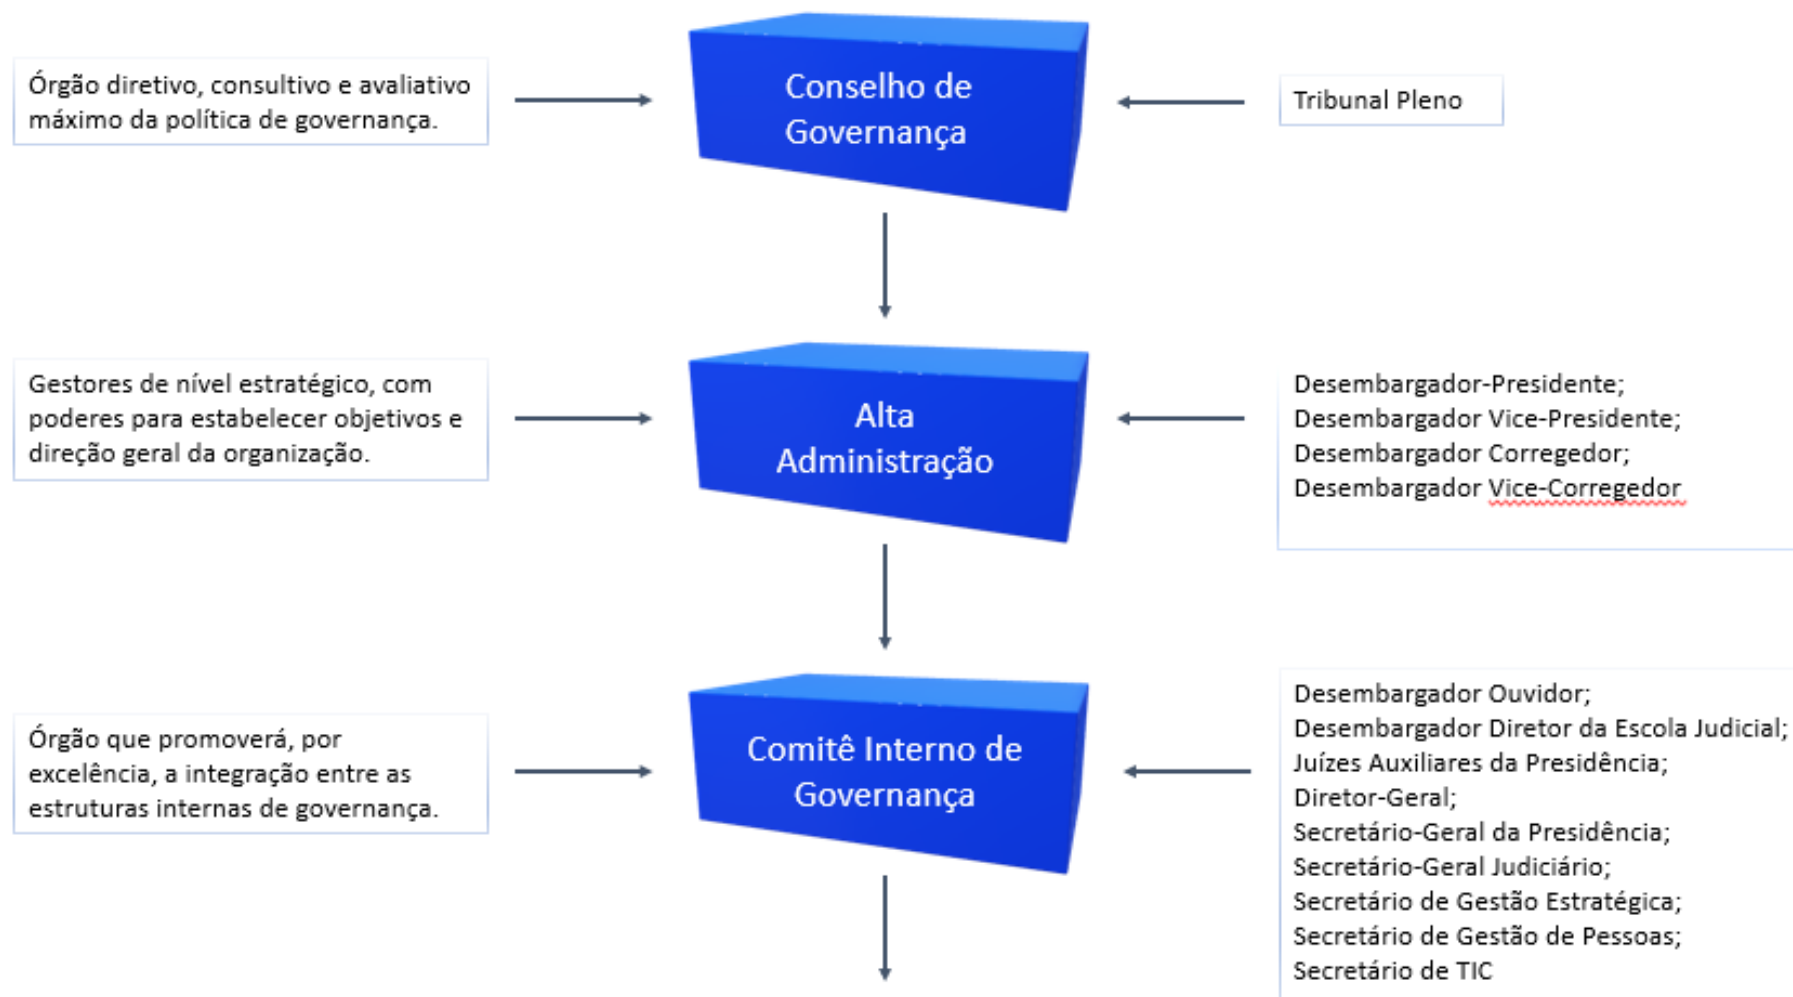 Órgão diretivo, consultivo e avaliativo
máximo da política de governança.
Conselho de
Governança
Tribunal Pleno
Gestores de nível estratégico, com
poderes para estabelecer objetivos e
direção geral da organização.
Alta
Administração
Desembargador-Presidente;
Desembargador Vice-Presidente;
Desembargador Corregedor;
Desembargador Vice-Corregedor
Órgão que promoverá, por
excelência, a integração entre as
estruturas internas de governança.
Comitê Interno de
Governança
Desembargador Ouvidor;
Desembargador Diretor da Escola Judicial;
Juízes Auxiliares da Presidência;
Diretor-Geral;
Secretário-Geral da Presidência;
Secretário-Geral Judiciário;
Secretário de Gestão Estratégica;
Secretário de Gestão de Pessoas;
Secretário de TIC